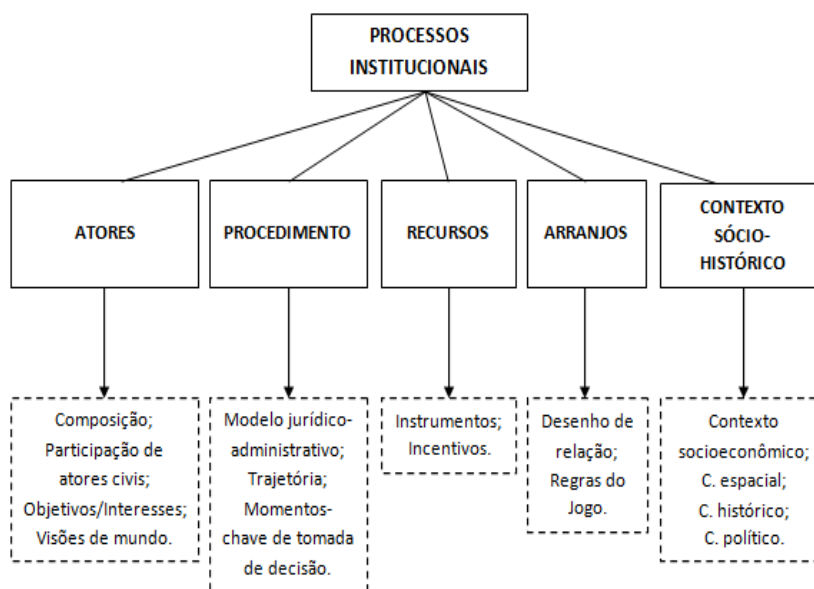 PROCESSOS
INSTITUCIONAIS
ATORES
PROCEDIMENTO
RECURSOS
ARRANJOS
CONTEXTO
SÓCIO-
HISTÓRICO
Composição;
Participação de
atores civis;
Objetivos/Interesses;
Visões de mundo.
Modelo jurídico-
administrativo;
Trajetória;
Momentos-
chave de tomada
de decisão.
Instrumentos;
Incentivos.
Desenho de
relação;
Regras do
Jogo.
Contexto
socioeconômico;
C. espacial;
C. histórico;
C. político.